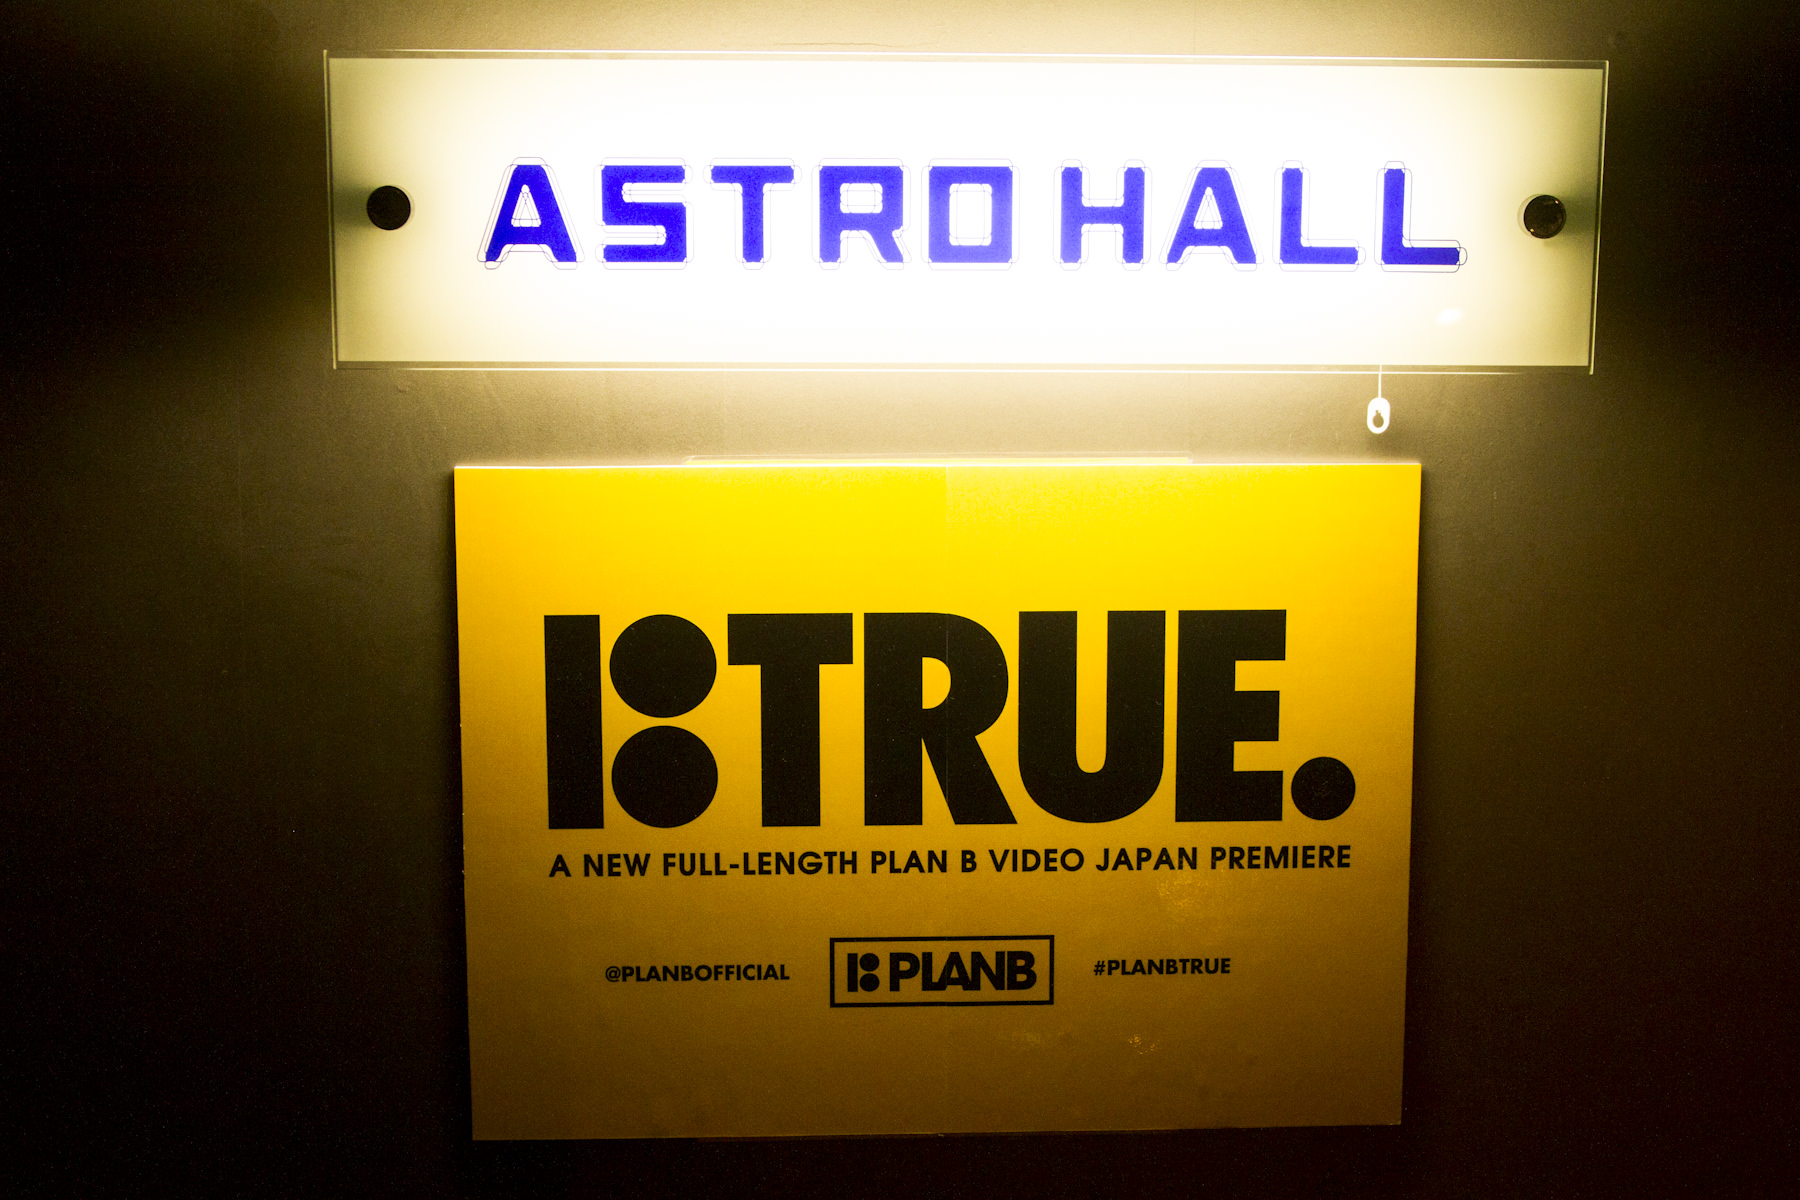 ASTRO HALL
B TRUE.
A NEW FULL-LENGTH PLAN B VIDEO JAPAN PREMIERE
@PLANBOFFICIAL B PLANB #PLANBTRUE